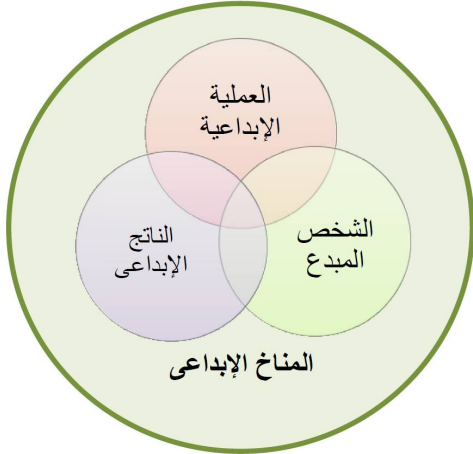 العملية
الإبداعية
الشخص
المبدع
الناتج
الإبداعى
المناخ الإبداعى